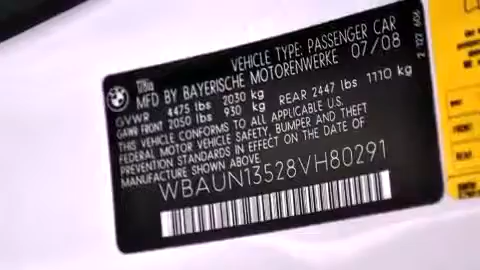 VEHICLE TYPE: PASSENGER CAR
MFD BY BAYERISCHE MOTORENWERKE 07/08
GVWR 4475 lbs 2030 kg
GAWR FRONT 2050 lbs 930 kg REAR 2447 lbs 1110 kg
THIS VEHICLE CONFORMS TO ALL APPLICABLE U.S.
FEDERAL MOTOR VEHICLE SAFETY, BUMPER AND THEFT
PREVENTION STANDARDS IN EFFECT ON THE DATE OF
MANUFACTURE SHOWN ABOVE
WBAUN13528VH80291